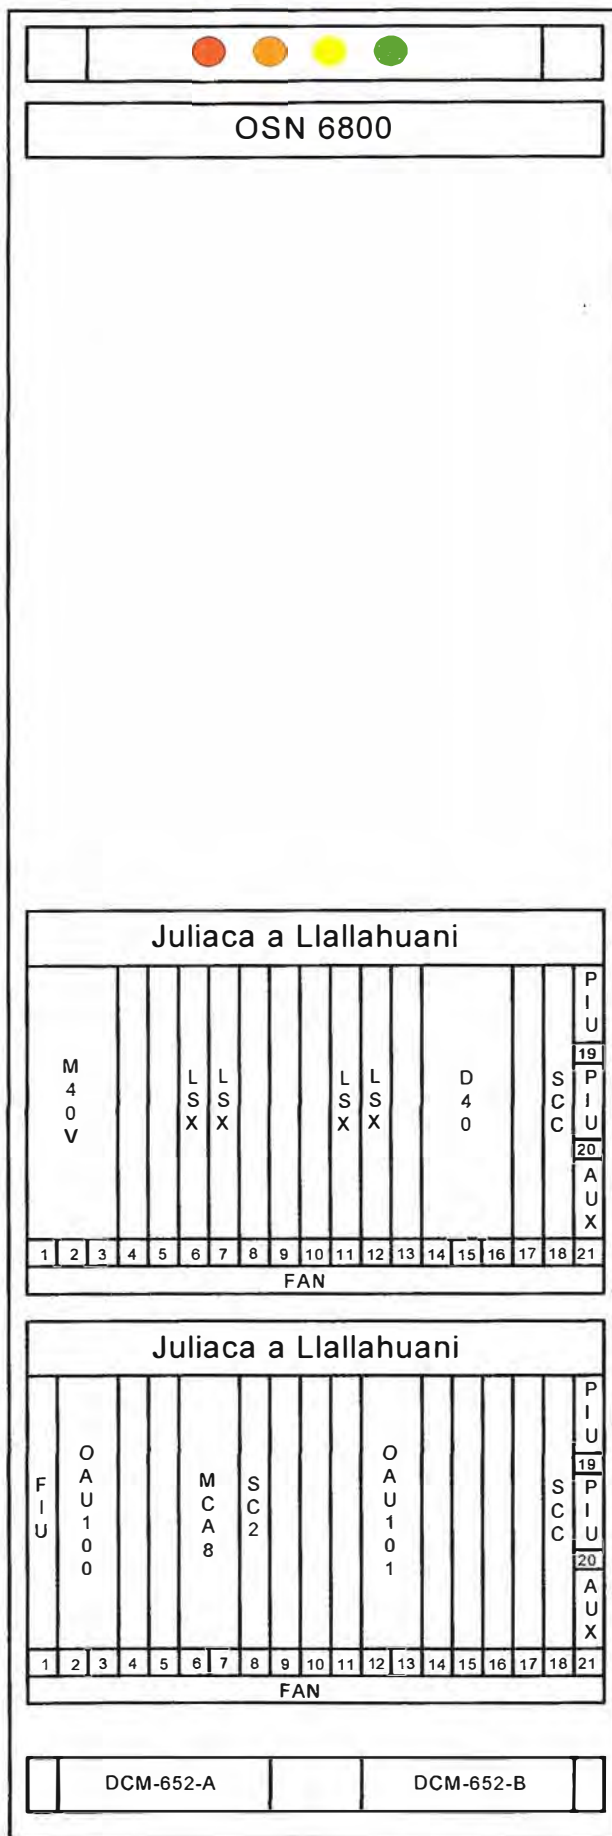 OSN 6800
Juliaca a Llallahuani
M40V
LSX
LSX
LSX
LSX
D40
SCC
PIU
19
PIU
20
AUX
1 2 3 4 5 6 7 8 9 10 11 12 13 14 15 16 17 18 21
FAN
Juliaca a Llallahuani
FIU
OAU100
MCA8
SC2
OAU101
SCC
PIU
19
PIU
20
AUX
1 2 3 4 5 6 7 8 9 10 11 12 13 14 15 16 17 18 21
FAN
DCM-652-A
DCM-652-B